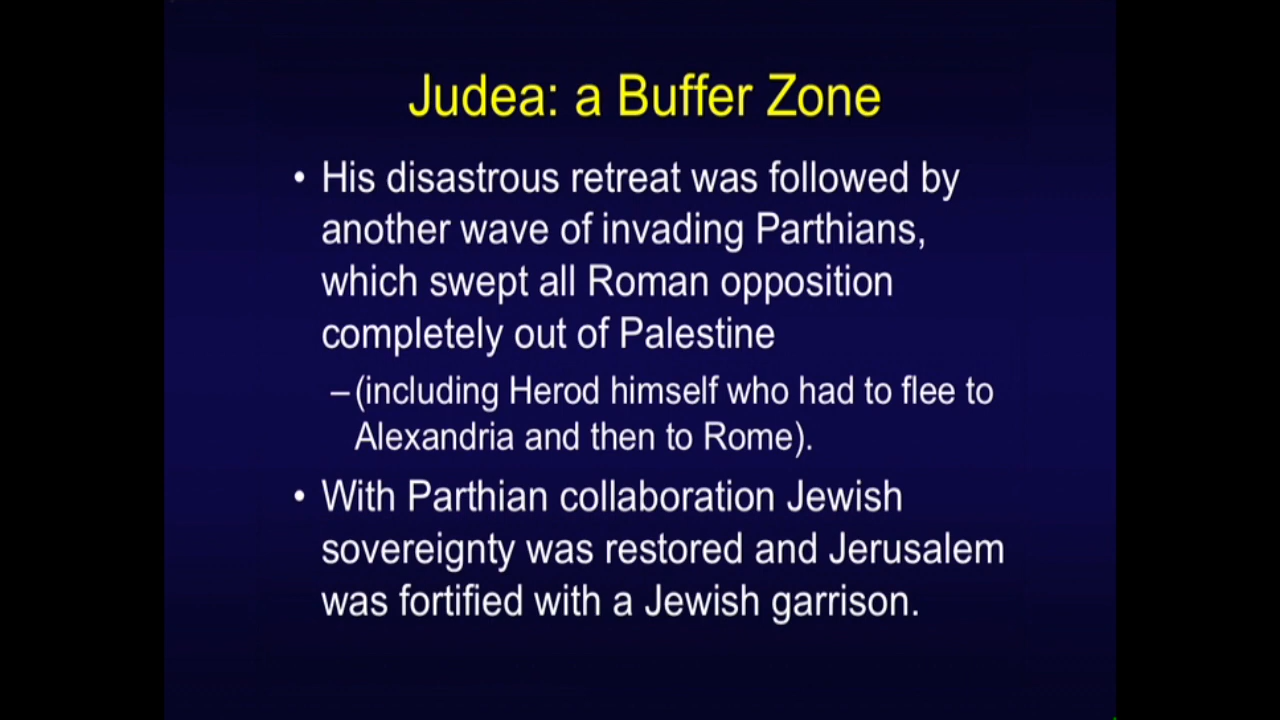 Judea: a Buffer Zone
• His disastrous retreat was followed by
another wave of invading Parthians,
which swept all Roman opposition
completely out of Palestine
– (including Herod himself who had to flee to
Alexandria and then to Rome).
• With Parthian collaboration Jewish
sovereignty was restored and Jerusalem
was fortified with a Jewish garrison.